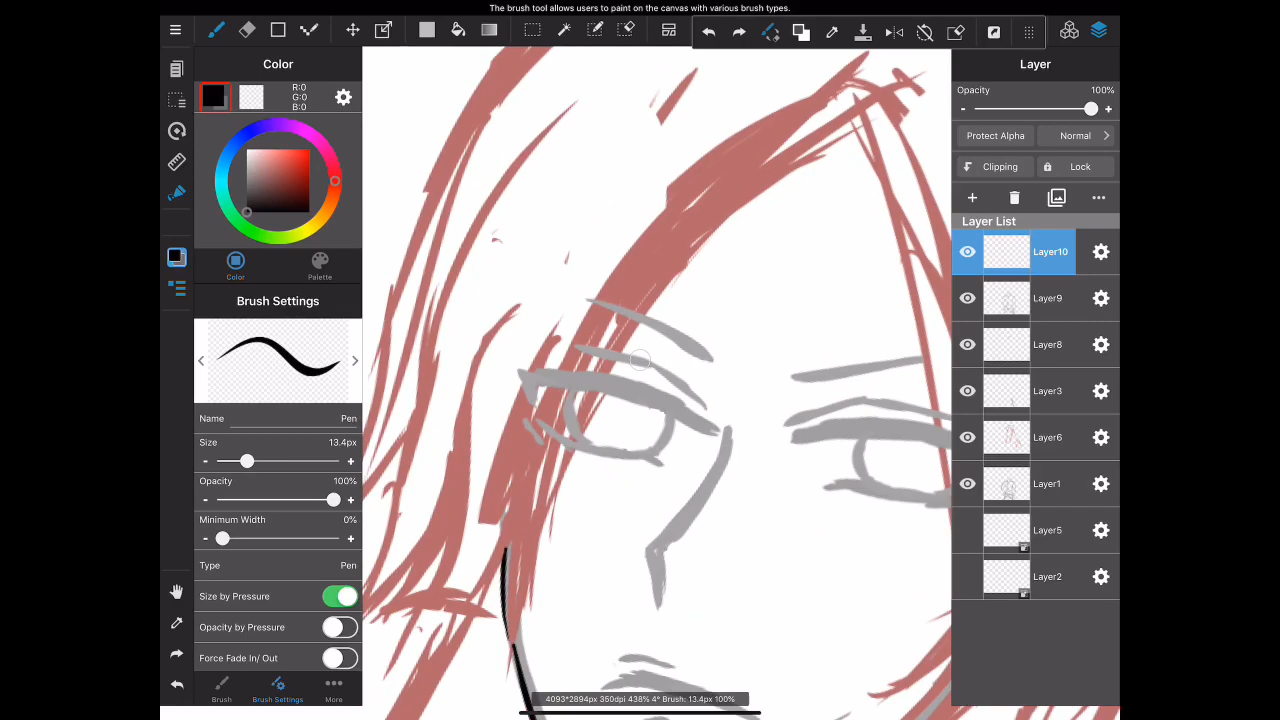 The brush tool allows users to paint on the canvas with various brush types.
Color
R:0
G:0
B:0
Color
Palette
Brush Settings
Name
Pen
Size
13.4px
-
+
Opacity
100%
-
+
Minimum Width
0%
-
+
Type
Pen
Size by Pressure
Opacity by Pressure
Force Fade In/ Out
Brush
Brush Settings
More
4093*2894px 350dpi 438% 4° Brush: 13.4px 100%
Layer
Opacity
100%
-
+
Protect Alpha
Normal
Clipping
Lock
Layer List
Layer10
Layer9
Layer8
Layer3
Layer6
Layer1
Layer5
Layer2